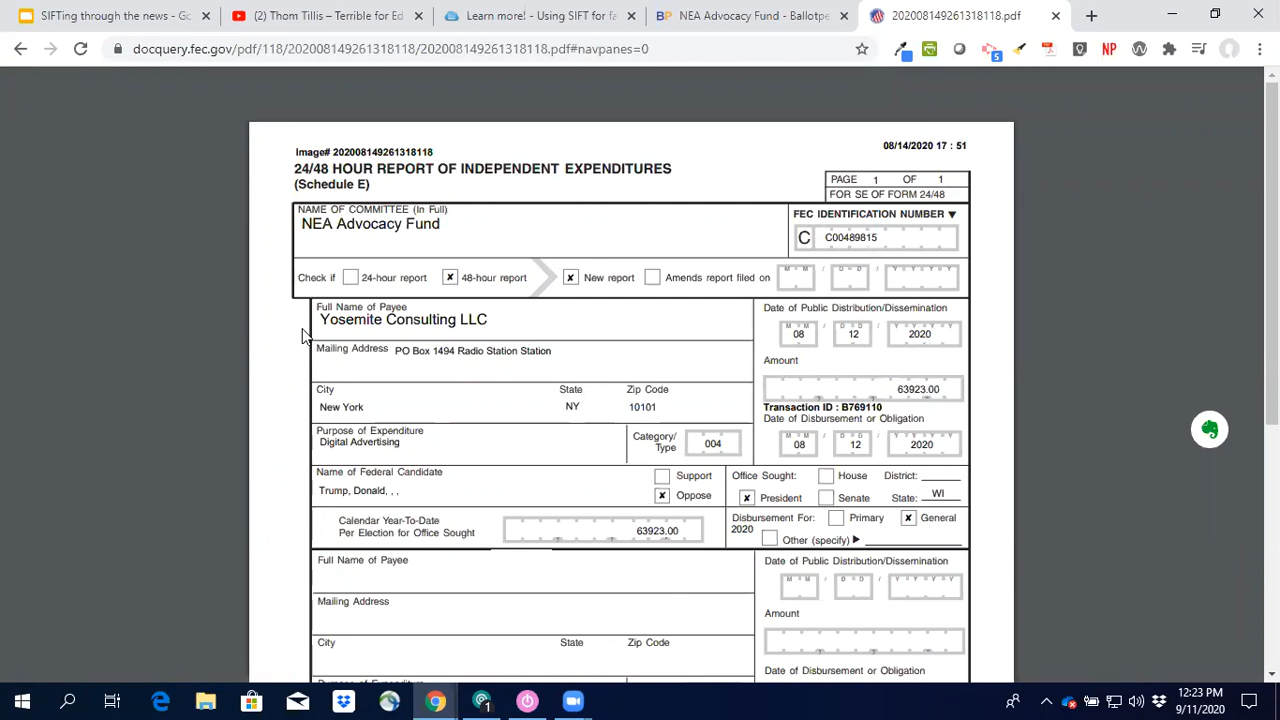 SIFTing through the news - G
(2) Thom Tillis – Terrible for Ed
Learn more! - Using SIFT for fa
NEA Advocacy Fund - Ballotpe
202008149261318118.pdf
docquery.fec.gov/pdf/118/202008149261318118/202008149261318118.pdf#navpanes=0
Image# 202008149261318118
08/14/2020 17 : 51
24/48 HOUR REPORT OF INDEPENDENT EXPENDITURES
(Schedule E)
PAGE 1 OF 1
FOR SE OF FORM 24/48
NAME OF COMMITTEE (In Full)
NEA Advocacy Fund
FEC IDENTIFICATION NUMBER ▼
C C00489815
Check if 24-hour report ✘ 48-hour report ✘ New report Amends report filed on M M / D D / Y Y Y Y
Full Name of Payee
Yosemite Consulting LLC
Date of Public Distribution/Dissemination
M M / D D / Y Y Y Y
08 12 2020
Mailing Address PO Box 1494 Radio Station Station
Amount
63923.00
City State Zip Code
New York NY 10101
Transaction ID : B769110
Date of Disbursement or Obligation
M M / D D / Y Y Y Y
08 12 2020
Purpose of Expenditure
Digital Advertising
Category/
Type
004
Name of Federal Candidate
Trump, Donald, , ,
Support
✘ Oppose
Office Sought: House District:
✘ President Senate State: WI
Calendar Year-To-Date
Per Election for Office Sought
63923.00
Disbursement For: Primary ✘ General
2020
Other (specify) ▶
Full Name of Payee
Date of Public Distribution/Dissemination
M M / D D / Y Y Y Y
Mailing Address
Amount
City State Zip Code
Date of Disbursement or Obligation
12:23 PM
9/11/2020